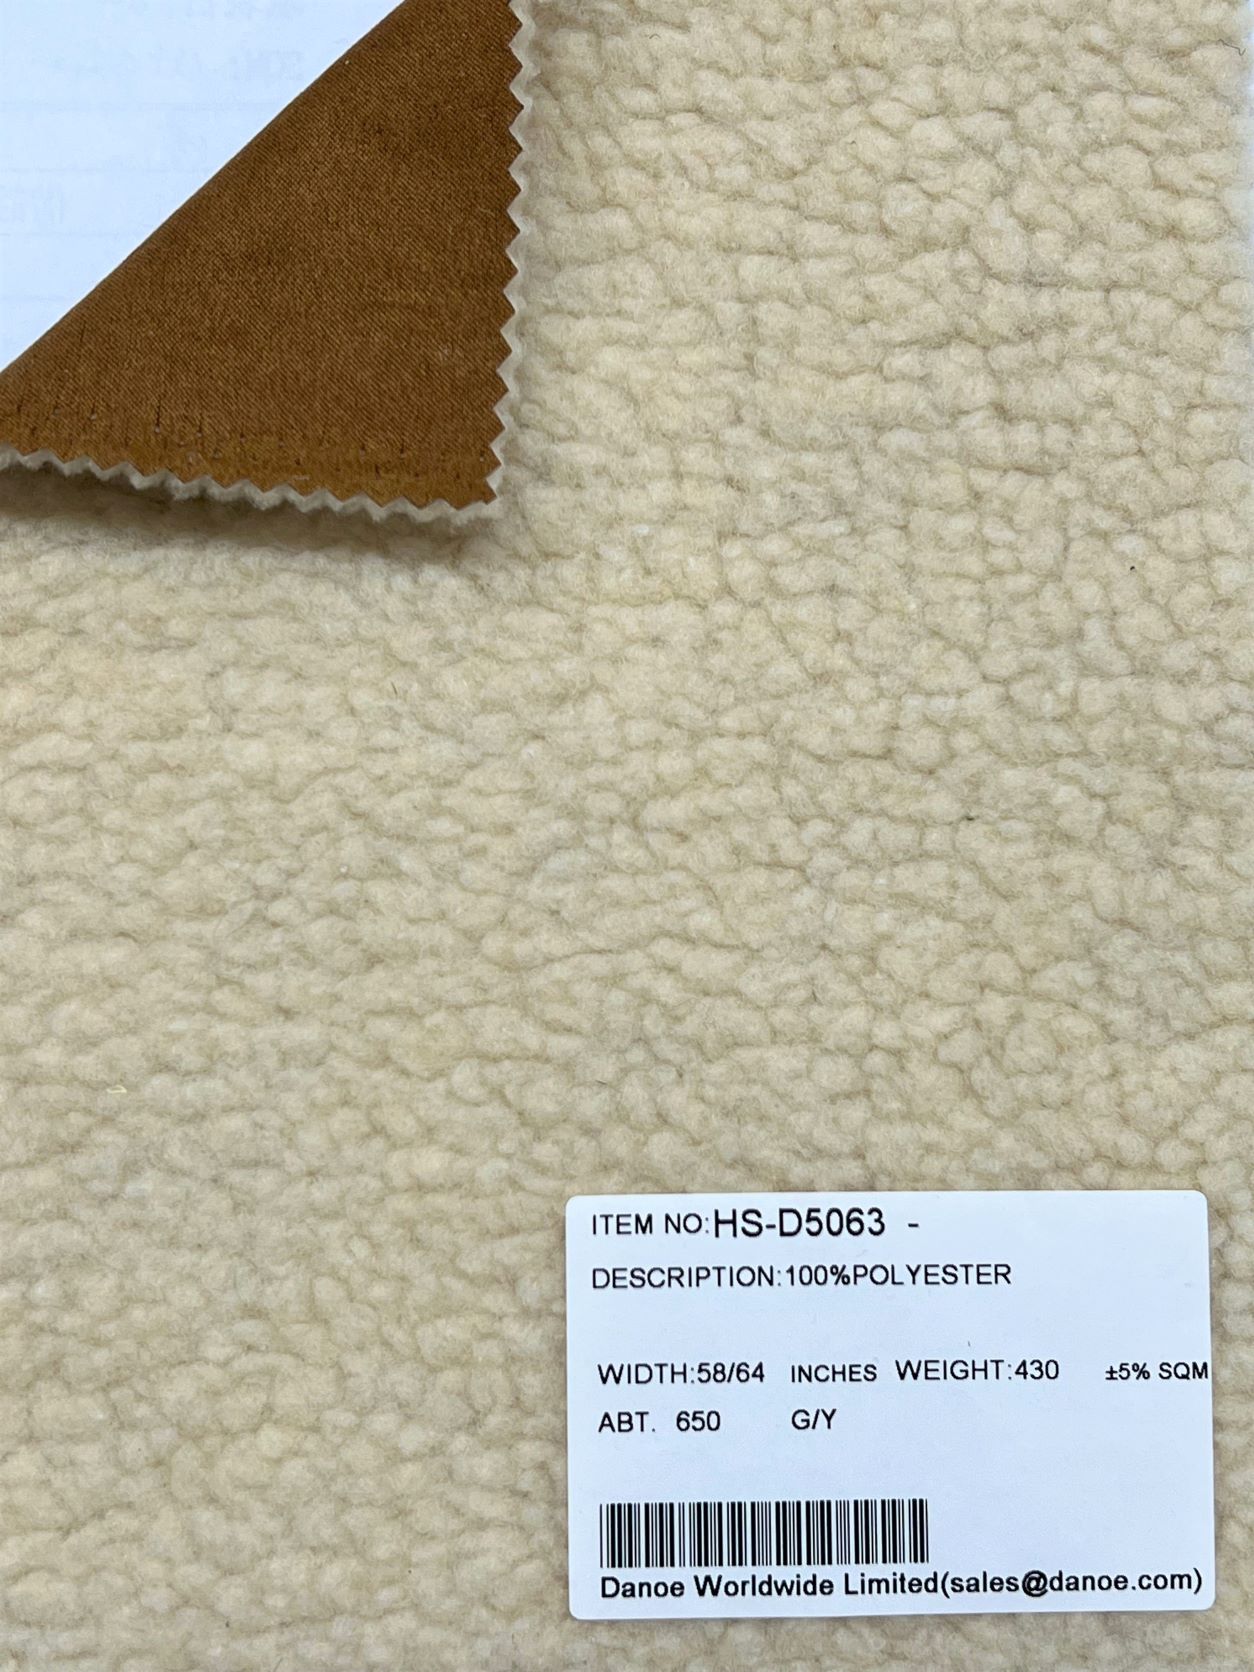 ITEM NO:HS-D5063 -
DESCRIPTION:100%POLYESTER
WIDTH:58/64 INCHES WEIGHT:430 ±5% SQM
ABT. 650 G/Y
Danoe Worldwide Limited(sales@danoe.com)